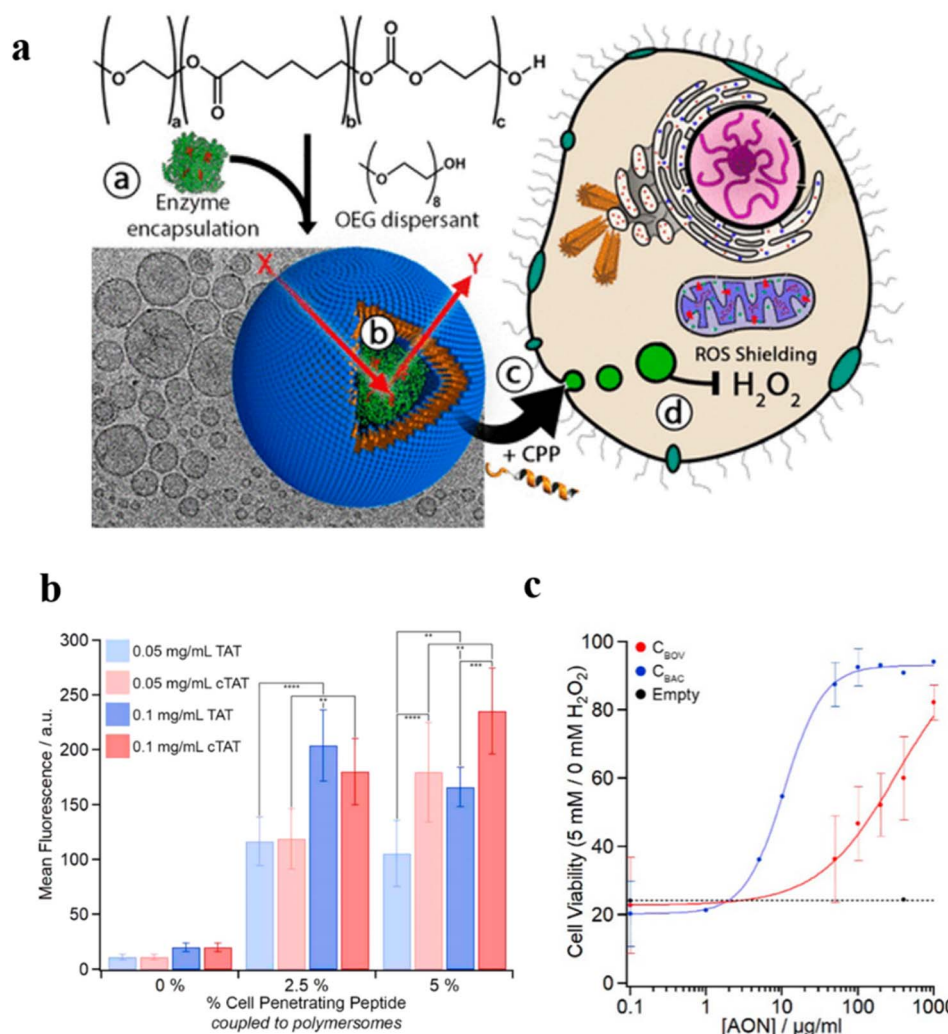 a
O
O
O
O
O
O
O
O
H
a
b
c
a
Enzyme
encapsulation
O
OH
8
OEG dispersant
X
Y
b
c
+ CPP
ROS Shielding
H2O2
d
b
Mean Fluorescence / a.u.
300
250
200
150
100
50
0
0.05 mg/mL TAT
0.05 mg/mL cTAT
0.1 mg/mL TAT
0.1 mg/mL cTAT
****
**
**
**
***
****
0 %
2.5 %
5 %
% Cell Penetrating Peptide
coupled to polymersomes
c
Cell Viability (5 mM / 0 mM H2O2)
100
80
60
40
20
0
CBOV
CBAC
Empty
0.1
1
10
100
1000
[AON] / µg/ml